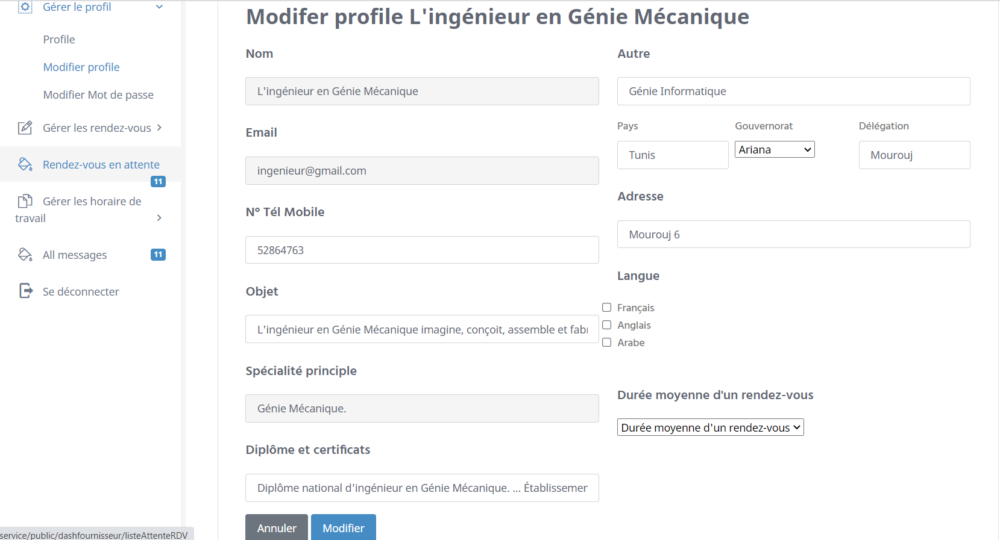 Gérer le profil
Profile
Modifier profile
Modifier Mot de passe
Gérer les rendez-vous
Rendez-vous en attente
11
Gérer les horaire de
travail
All messages
11
Se déconnecter
service/public/dashfournisseur/listeAttenteRDV
Modifer profile L'ingénieur en Génie Mécanique
Nom
L'ingénieur en Génie Mécanique
Email
ingenieur@gmail.com
N° Tél Mobile
52864763
Objet
L'ingénieur en Génie Mécanique imagine, conçoit, assemble et fabr
Spécialité principle
Génie Mécanique.
Diplôme et certificats
Diplôme national d'ingénieur en Génie Mécanique. ... Établissemer
Annuler
Modifier
Autre
Génie Informatique
Pays
Gouvernorat
Délégation
Tunis
Ariana
Mourouj
Adresse
Mourouj 6
Langue
Français
Anglais
Arabe
Durée moyenne d'un rendez-vous
Durée moyenne d'un rendez-vous